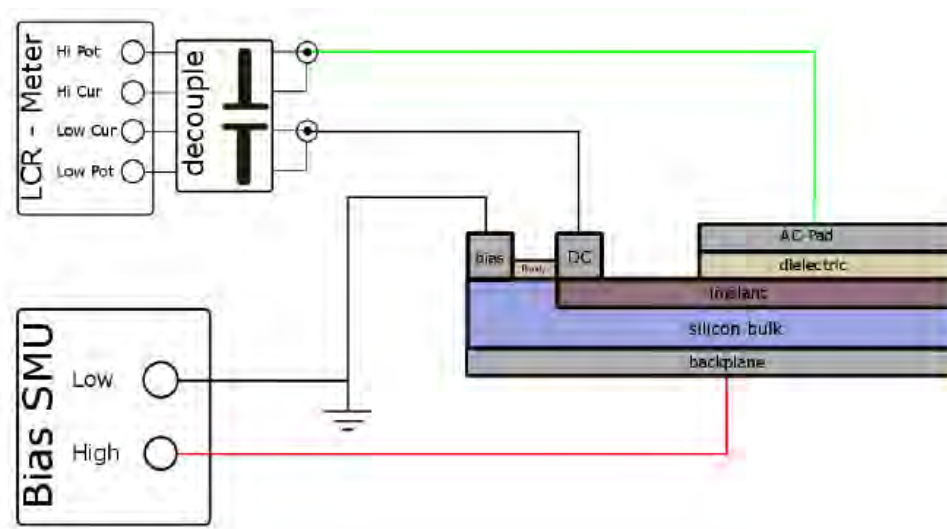 LCR - Meter
Hi Pot
Hi Cur
Low Cur
Low Pot
decouple
bias
DC
AC-Pad
dielectric
implant
silicon bulk
backplane
Bias SMU
Low
High